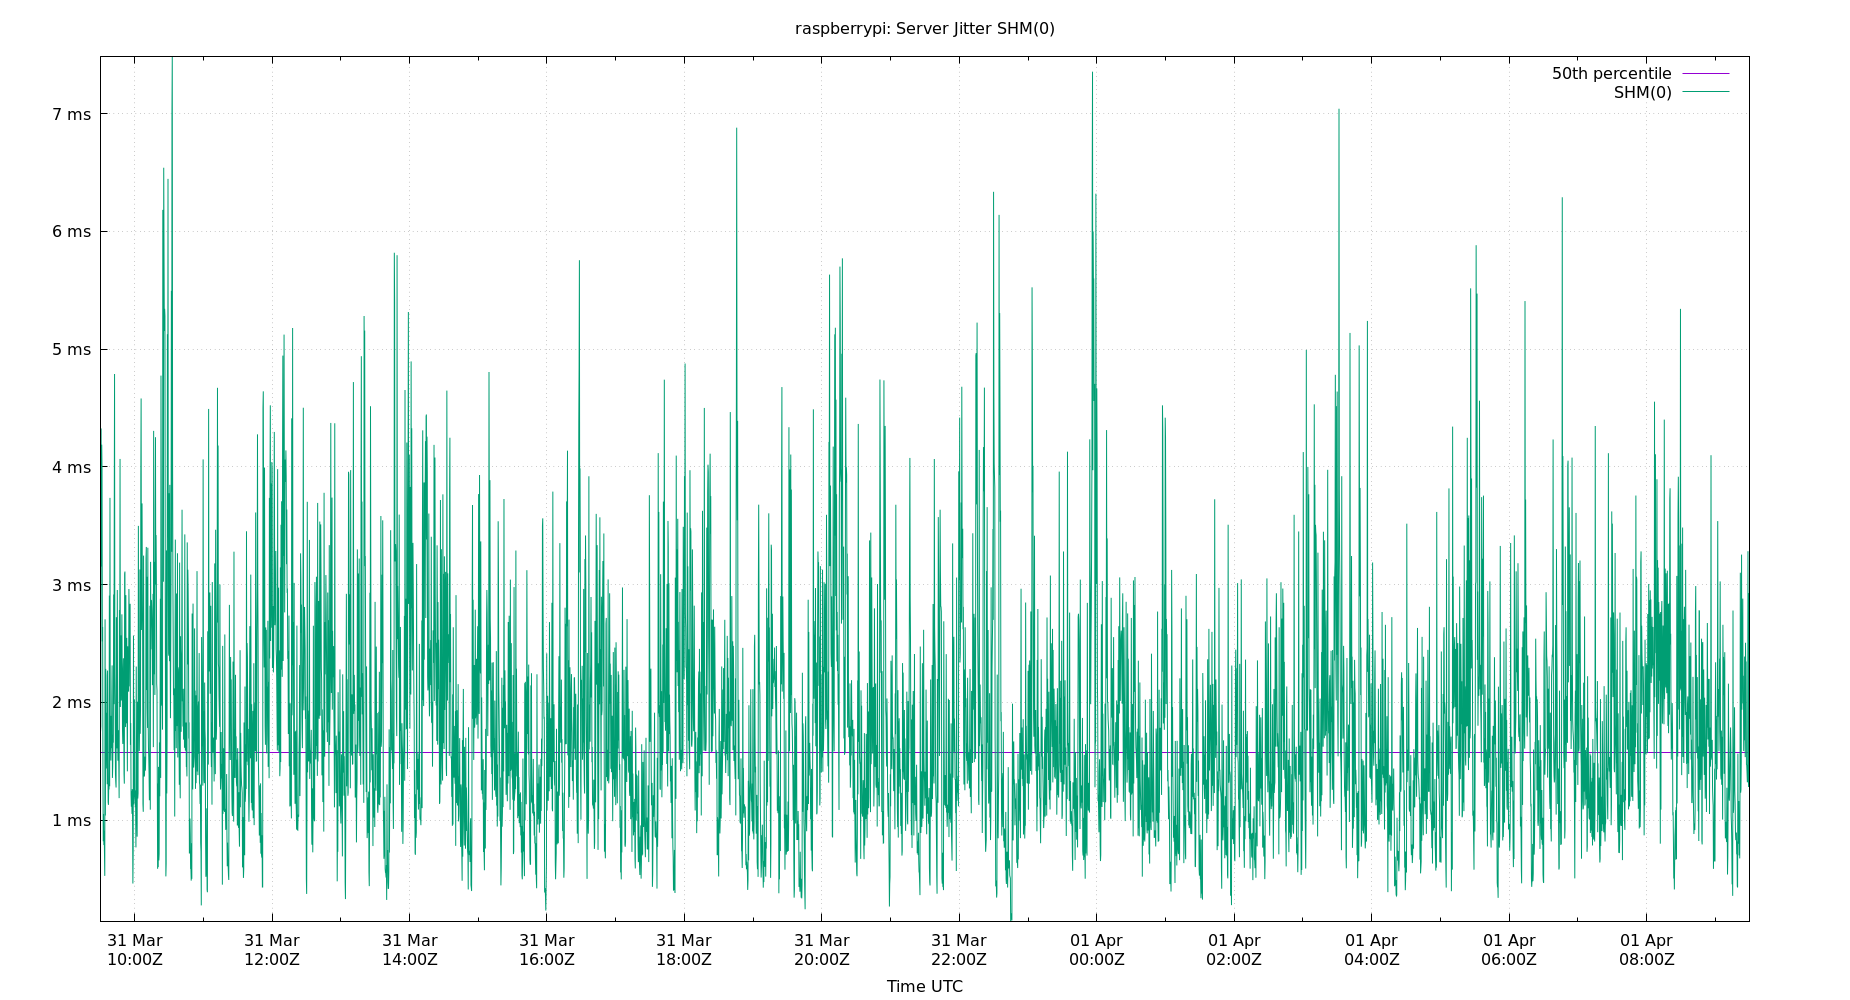 raspberrypi: Server Jitter SHM(0)
50th percentile
SHM(0)
7 ms
6 ms
5 ms
4 ms
3 ms
2 ms
1 ms
31 Mar 31 Mar 31 Mar 31 Mar 31 Mar 31 Mar 31 Mar 01 Apr 01 Apr 01 Apr 01 Apr 01 Apr
10:00Z 12:00Z 14:00Z 16:00Z 18:00Z 20:00Z 22:00Z 00:00Z 02:00Z 04:00Z 06:00Z 08:00Z
Time UTC